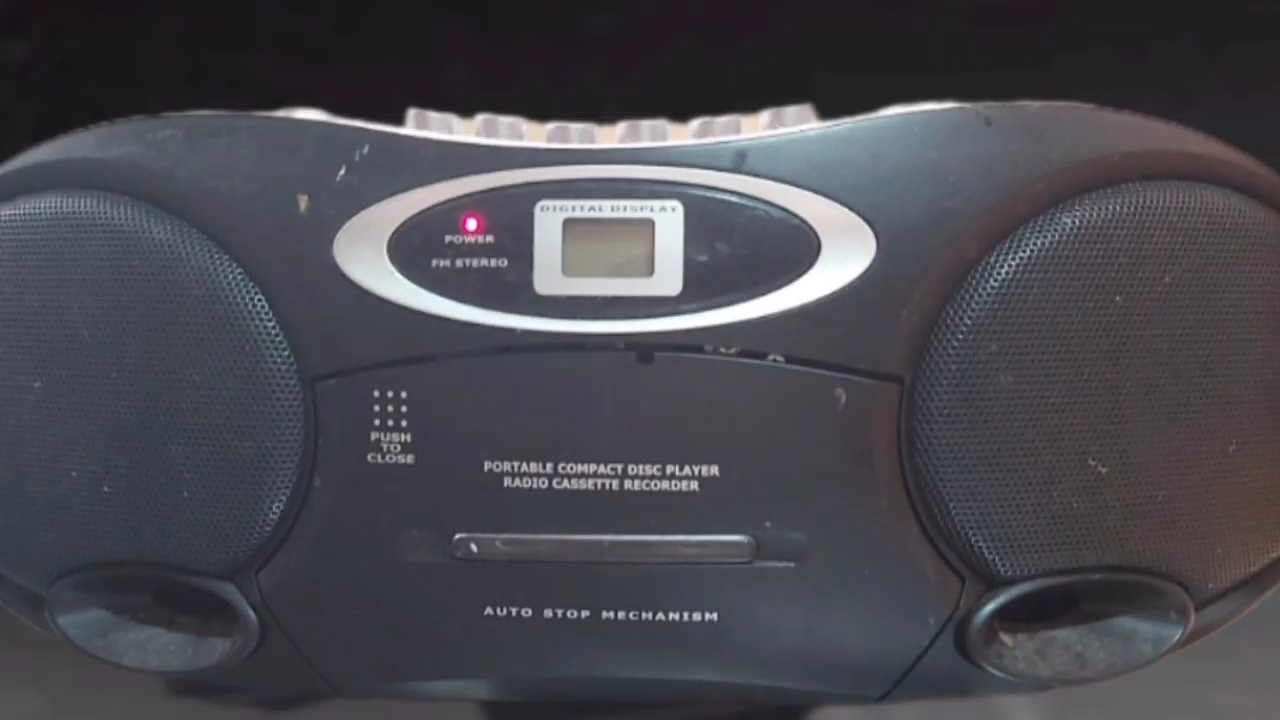 DIGITAL DISPLAY
POWER
FM STEREO
PUSH
TO
CLOSE
PORTABLE COMPACT DISC PLAYER
RADIO CASSETTE RECORDER
AUTO STOP MECHANISM